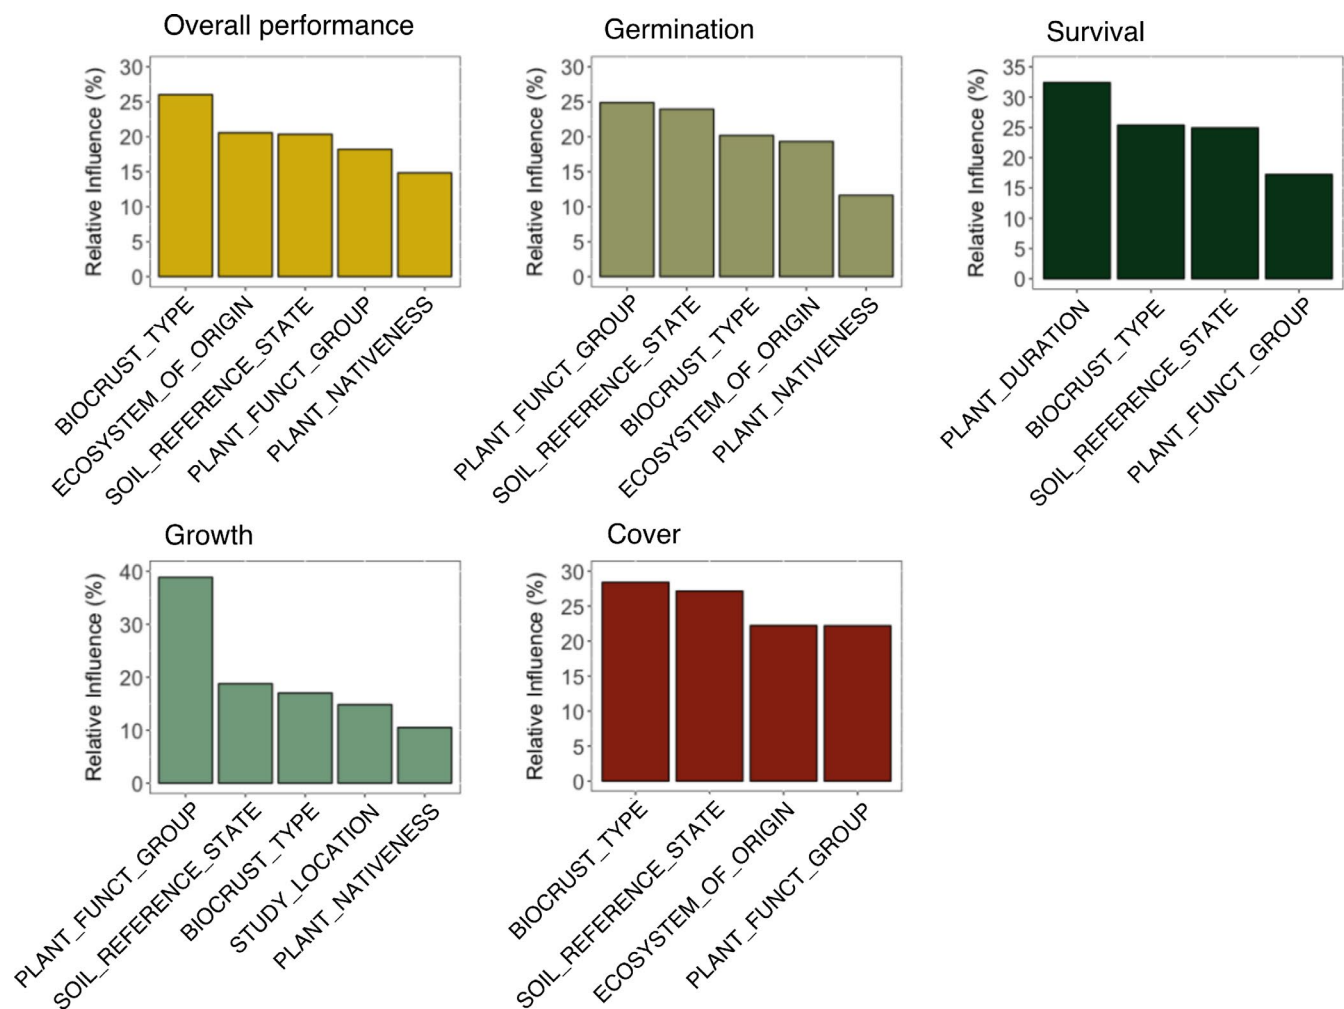 Overall performance
Relative Influence (%)
30
25
20
15
10
5
0
BIOCRUST_TYPE
ECOSYSTEM_OF_ORIGIN
SOIL_REFERENCE_STATE
PLANT_FUNCT_GROUP
PLANT_NATIVENESS
Germination
Relative Influence (%)
30
25
20
15
10
5
0
PLANT_FUNCT_GROUP
SOIL_REFERENCE_STATE
BIOCRUST_TYPE
ECOSYSTEM_OF_ORIGIN
PLANT_NATIVENESS
Survival
Relative Influence (%)
35
30
25
20
15
10
5
0
PLANT_DURATION
BIOCRUST_TYPE
SOIL_REFERENCE_STATE
PLANT_FUNCT_GROUP
Growth
Relative Influence (%)
40
30
20
10
0
PLANT_FUNCT_GROUP
SOIL_REFERENCE_STATE
BIOCRUST_TYPE
STUDY_LOCATION
PLANT_NATIVENESS
Cover
Relative Influence (%)
30
25
20
15
10
5
0
BIOCRUST_TYPE
SOIL_REFERENCE_STATE
ECOSYSTEM_OF_ORIGIN
PLANT_FUNCT_GROUP